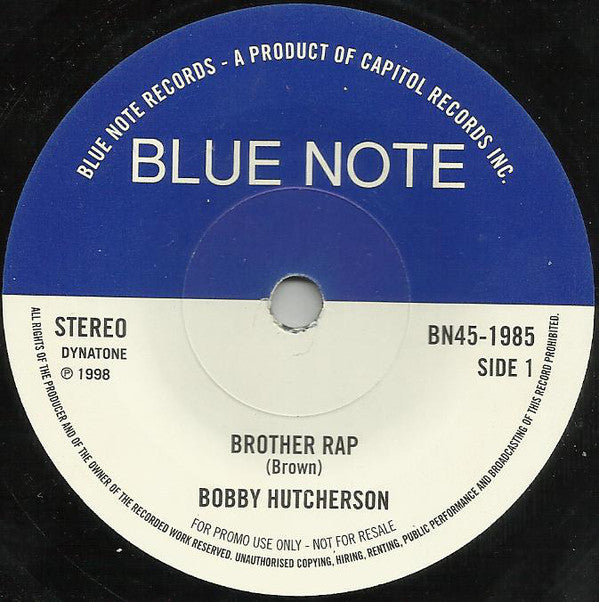 BLUE NOTE RECORDS - A PRODUCT OF CAPITOL RECORDS INC.
BLUE NOTE
STEREO
DYNATONE
℗ 1998
BN45-1985
SIDE 1
BROTHER RAP
(Brown)
BOBBY HUTCHERSON
FOR PROMO USE ONLY - NOT FOR RESALE
ALL RIGHTS OF THE PRODUCER AND OF THE OWNER OF THE RECORDED WORK RESERVED. UNAUTHORISED COPYING, HIRING, RENTING, PUBLIC PERFORMANCE AND BROADCASTING OF THIS RECORD PROHIBITED.